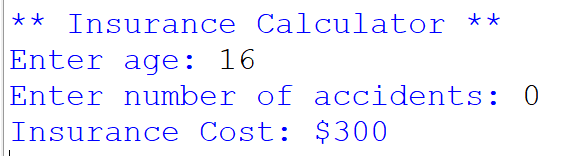 ** Insurance Calculator **
Enter age: 16
Enter number of accidents: 0
Insurance Cost: $300